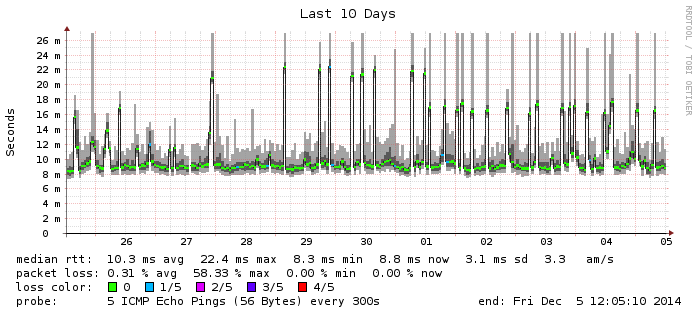 Last 10 Days
RRDTOOL / TOBI OETIKER
Seconds
26 m
24 m
22 m
20 m
18 m
16 m
14 m
12 m
10 m
8 m
6 m
4 m
2 m
0
26 27 28 29 30 01 02 03 04 05
median rtt: 10.3 ms avg 22.4 ms max 8.3 ms min 8.8 ms now 3.1 ms sd 3.3 am/s
packet loss: 0.31 % avg 58.33 % max 0.00 % min 0.00 % now
loss color: 0 1/5 2/5 3/5 4/5
probe: 5 ICMP Echo Pings (56 Bytes) every 300s end: Fri Dec 5 12:05:10 2014